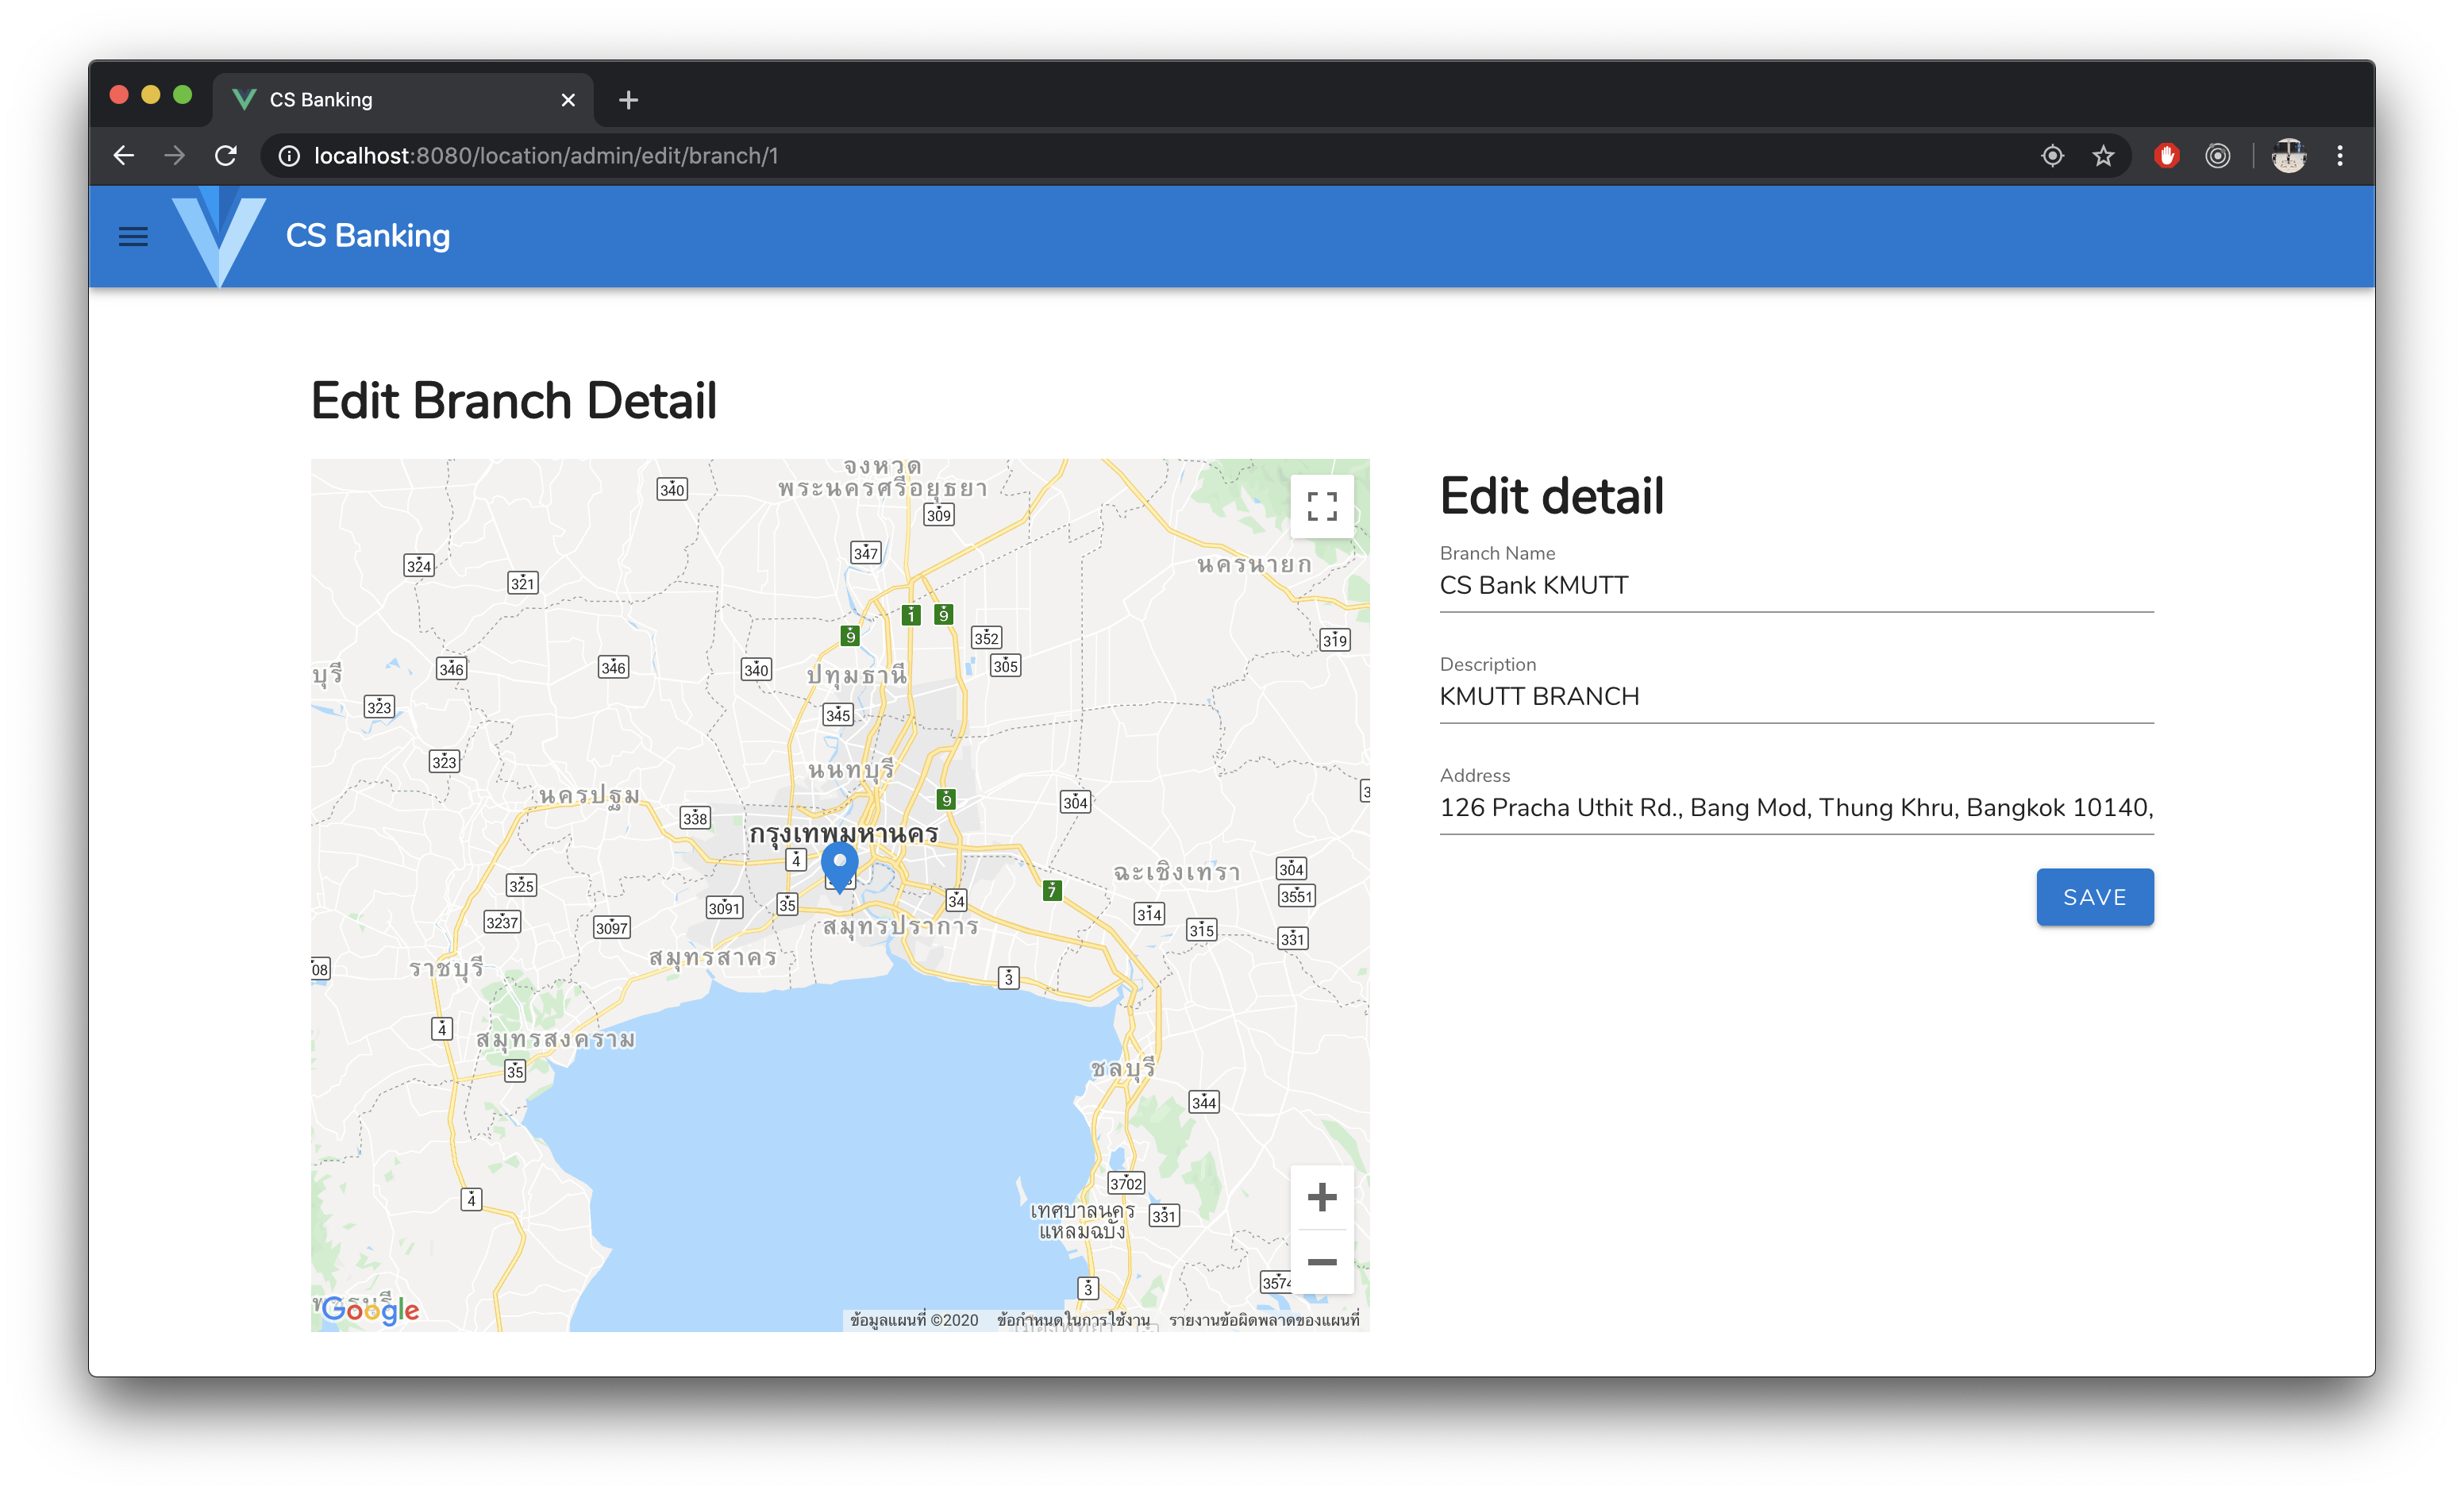 CS Banking
localhost:8080/location/admin/edit/branch/1
CS Banking
Edit Branch Detail
จังหวัด
พระนครศรีอยุธยา
340
309
347
324
321
นครนายก
1
9
9
352
319
305
346
346
340
บุรี
ปทุมธานี
323
345
323
นนทบุรี
นครปฐม
9
304
338
กรุงเทพมหานคร
4
ฉะเชิงเทรา
304
325
7
3551
3091
35
34
314
3237
3097
สมุทรปราการ
315
331
สมุทรสาคร
ราชบุรี
08
3
4
สมุทรสงคราม
35
ชลบุรี
344
3702
4
เทศบาลนคร
แหลมฉบัง
331
3
3574
Google
ข้อมูลแผนที่ ©2020 ข้อกำหนดในการใช้งาน รายงานข้อผิดพลาดของแผนที่
Edit detail
Branch Name
CS Bank KMUTT
Description
KMUTT BRANCH
Address
126 Pracha Uthit Rd., Bang Mod, Thung Khru, Bangkok 10140,
SAVE